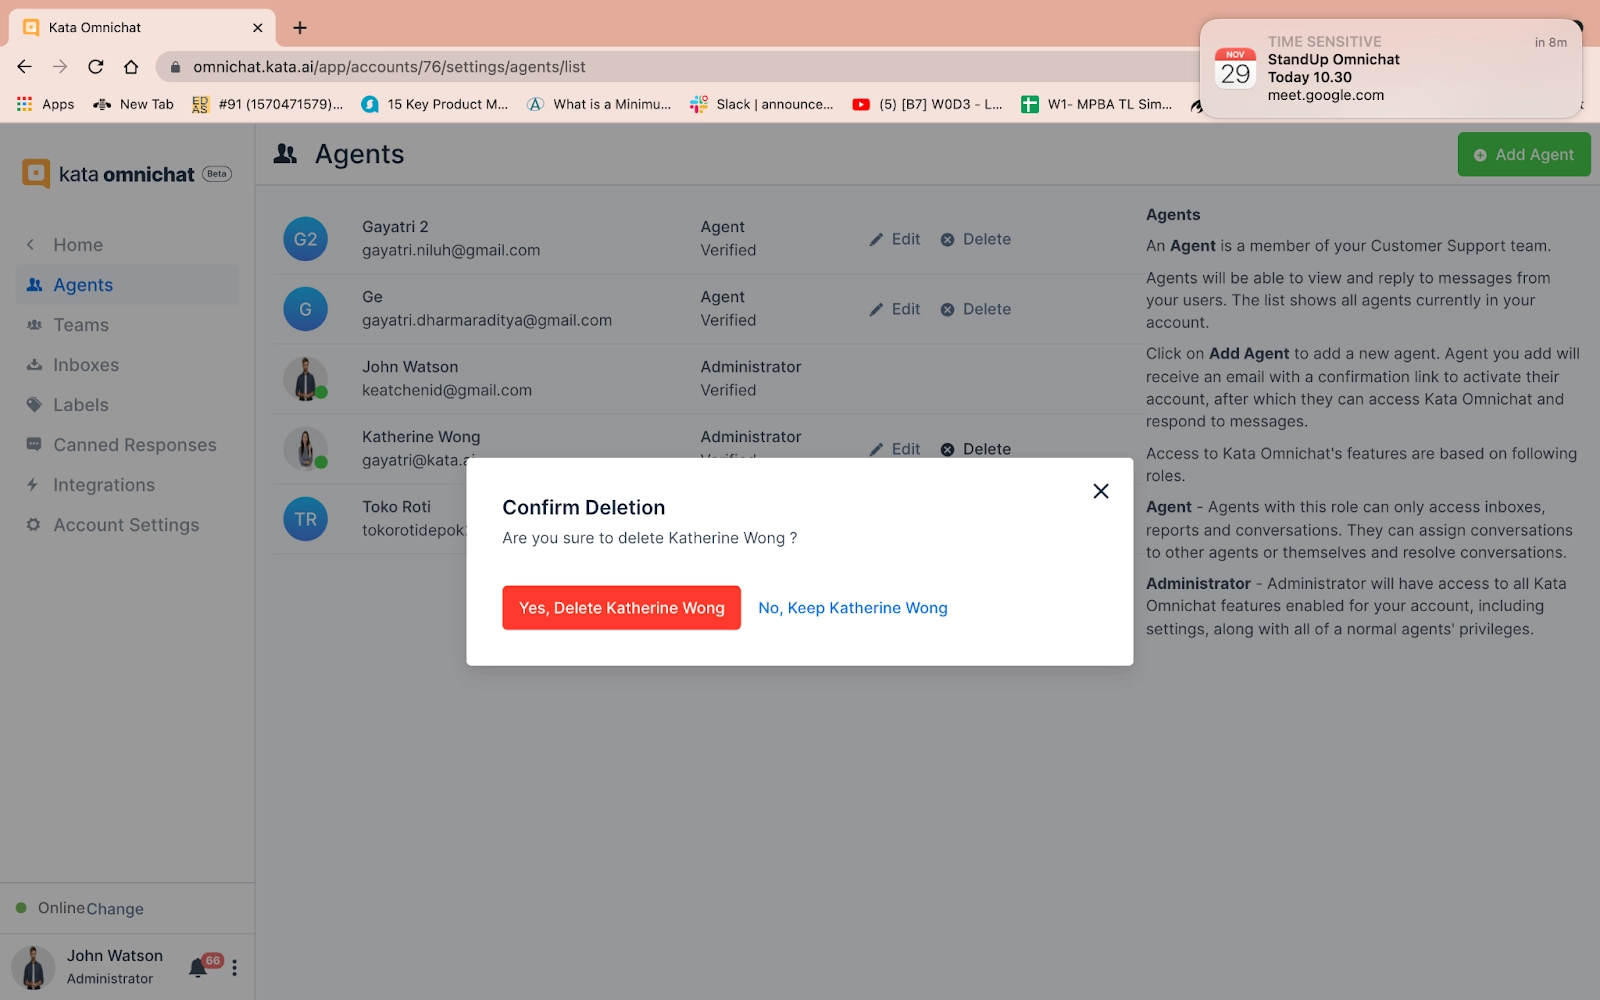 Kata Omnichat
omnichat.kata.ai/app/accounts/76/settings/agents/list
Apps
New Tab
#91 (1570471579)...
15 Key Product M...
What is a Minimu...
Slack | announce...
(5) [B7] W0D3 - L...
W1- MPBA TL Sim...
TIME SENSITIVE
in 8m
NOV
29
StandUp Omnichat
Today 10.30
meet.google.com
kata omnichat Beta
Home
Agents
Teams
Inboxes
Labels
Canned Responses
Integrations
Account Settings
Online Change
John Watson
Administrator
66
Agents
Add Agent
G2
Gayatri 2
gayatri.niluh@gmail.com
Agent
Verified
Edit
Delete
G
Ge
gayatri.dharmaraditya@gmail.com
Agent
Verified
Edit
Delete
John Watson
keatchenid@gmail.com
Administrator
Verified
Katherine Wong
gayatri@kata.ai
Administrator
Edit
Delete
TR
Toko Roti
tokorotidepok
Confirm Deletion
Are you sure to delete Katherine Wong ?
Yes, Delete Katherine Wong
No, Keep Katherine Wong
Agents
An Agent is a member of your Customer Support team.
Agents will be able to view and reply to messages from
your users. The list shows all agents currently in your
account.
Click on Add Agent to add a new agent. Agent you add will
receive an email with a confirmation link to activate their
account, after which they can access Kata Omnichat and
respond to messages.
Access to Kata Omnichat's features are based on following
roles.
Agent - Agents with this role can only access inboxes,
reports and conversations. They can assign conversations
to other agents or themselves and resolve conversations.
Administrator - Administrator will have access to all Kata
Omnichat features enabled for your account, including
settings, along with all of a normal agents' privileges.